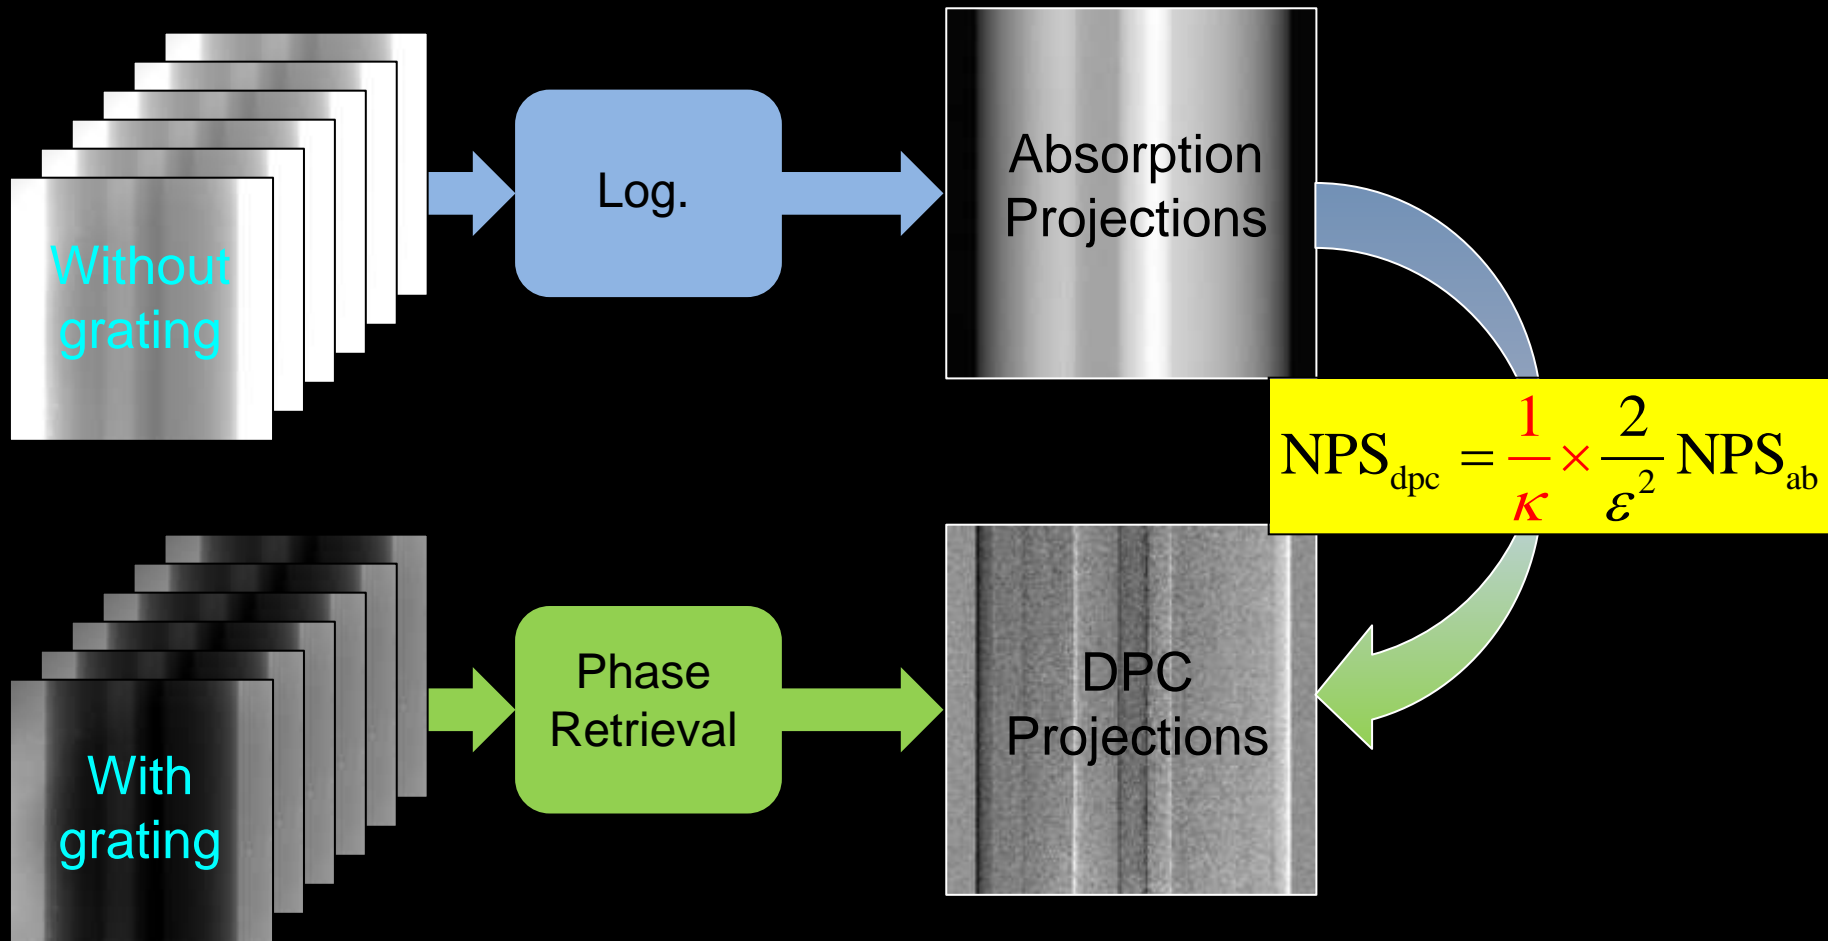 Without
grating
Log.
Absorption
Projections
NPS_dpc = 1/κ × 2/ε² NPS_ab
With
grating
Phase
Retrieval
DPC
Projections